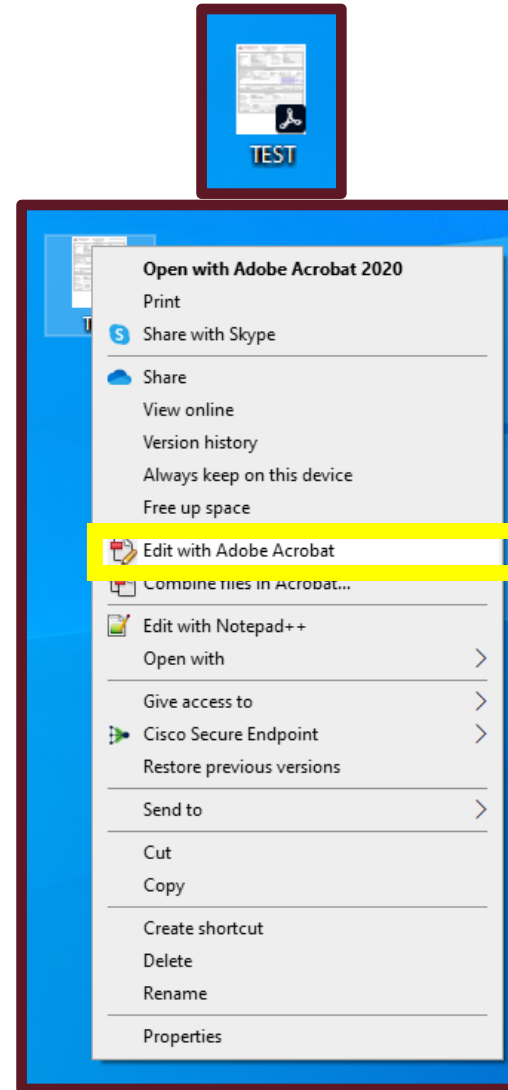 TEST
Open with Adobe Acrobat 2020
Print
Share with Skype
Share
View online
Version history
Always keep on this device
Free up space
Edit with Adobe Acrobat
Combine files in Acrobat...
Edit with Notepad++
Open with
Give access to
Cisco Secure Endpoint
Restore previous versions
Send to
Cut
Copy
Create shortcut
Delete
Rename
Properties